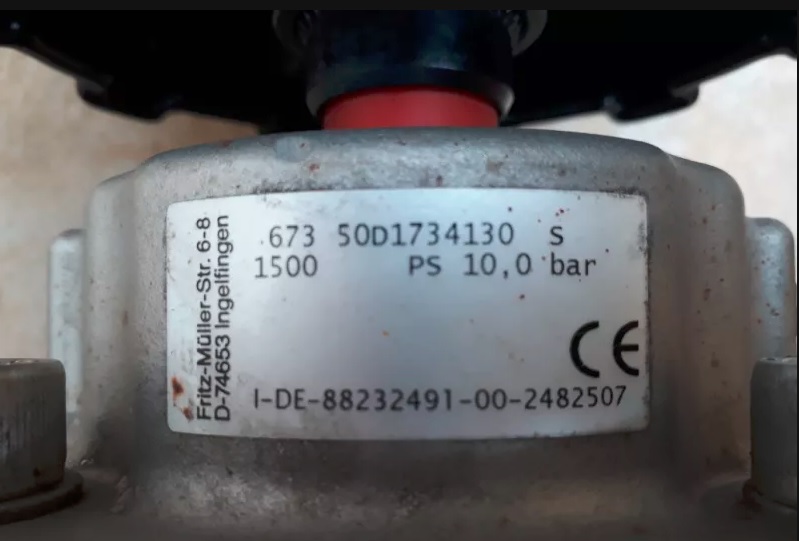 Fritz-Müller-Str. 6-8
D-74653 Ingelfingen
673 50D1734130 S
1500 PS 10,0 bar
CE
I-DE-88232491-00-2482507